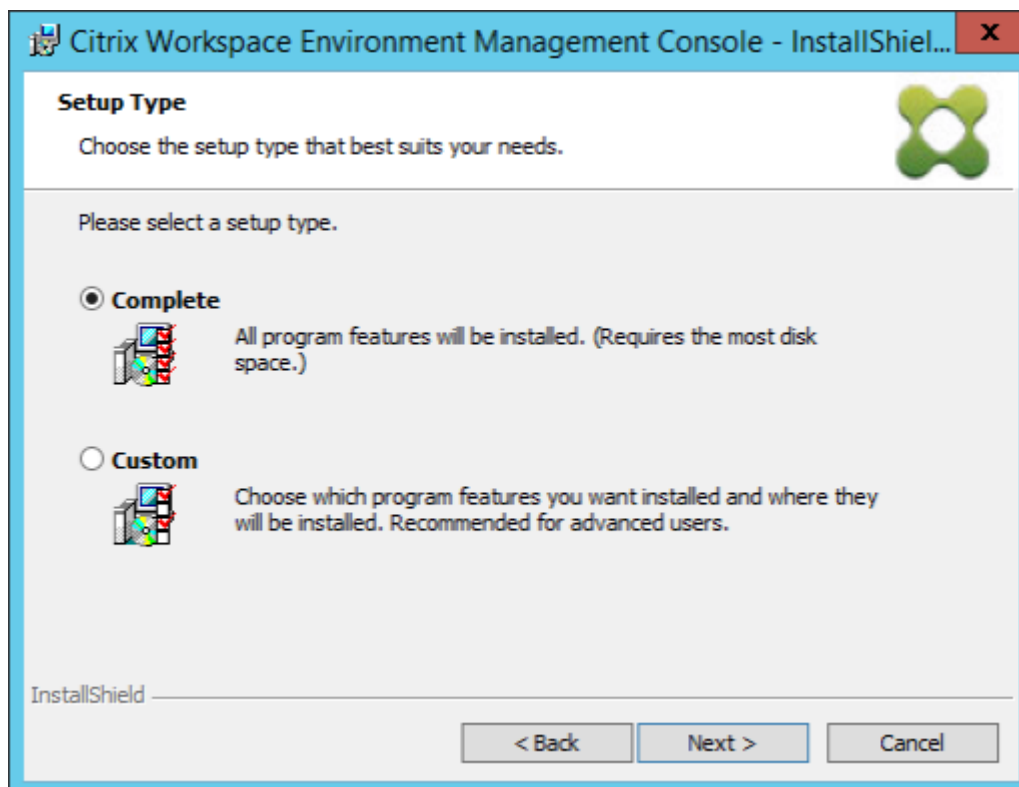 Citrix Workspace Environment Management Console - InstallShiel...
Setup Type
Choose the setup type that best suits your needs.
Please select a setup type.
Complete
All program features will be installed. (Requires the most disk
space.)
Custom
Choose which program features you want installed and where they
will be installed. Recommended for advanced users.
InstallShield
< Back
Next >
Cancel